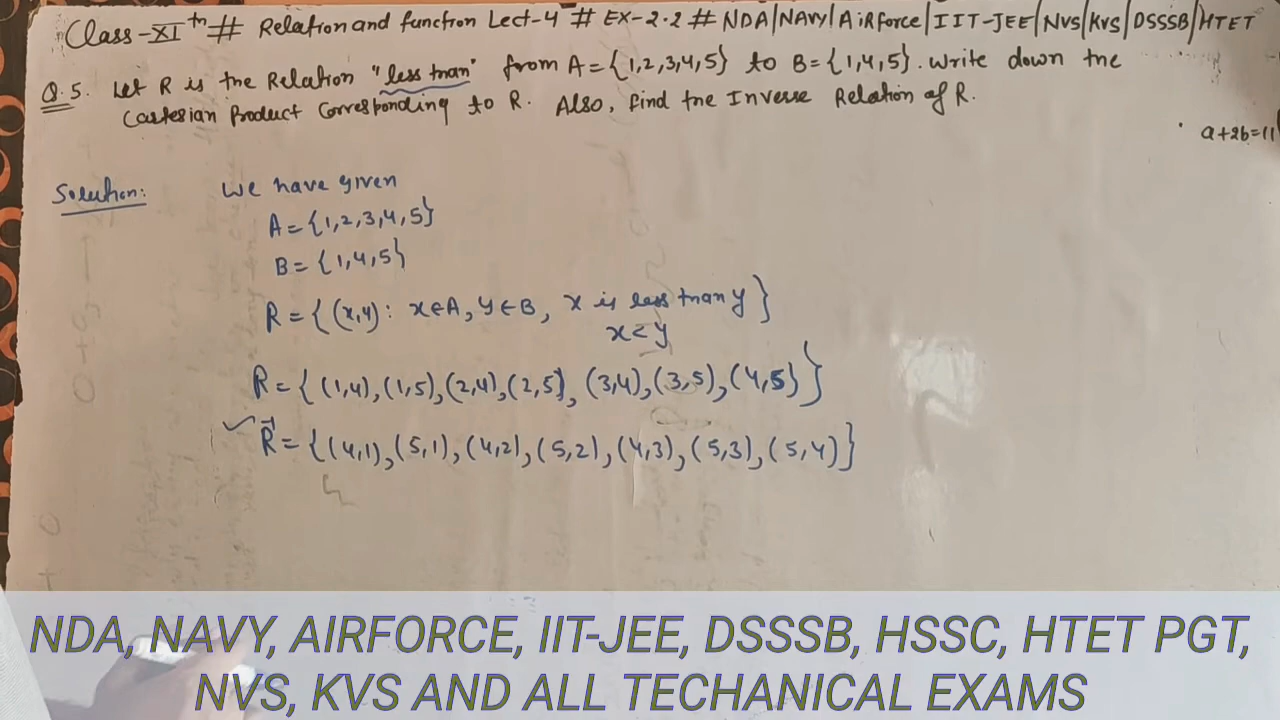 Class-XIth # Relation and function Lect-4 # EX-2.2 # NDA/NAVY/AiRforce/IIT-JEE/NVS/KVS/DSSSB/HTET
Q.5. Let R is the Relation "less than" from A={1,2,3,4,5} to B={1,4,5}. Write down the
Cartesian Product Corresponding to R. Also, find the Inverse Relation of R.
a+2b=11
Solution: We have given
A={1,2,3,4,5}
B={1,4,5}
R={(x,y): x∈A, y∈B, x is less than y}
x<y
R={(1,4),(1,5),(2,4),(2,5),(3,4),(3,5),(4,5)}
R⁻¹={(4,1),(5,1),(4,2),(5,2),(4,3),(5,3),(5,4)}
NDA, NAVY, AIRFORCE, IIT-JEE, DSSSB, HSSC, HTET PGT,
NVS, KVS AND ALL TECHANICAL EXAMS